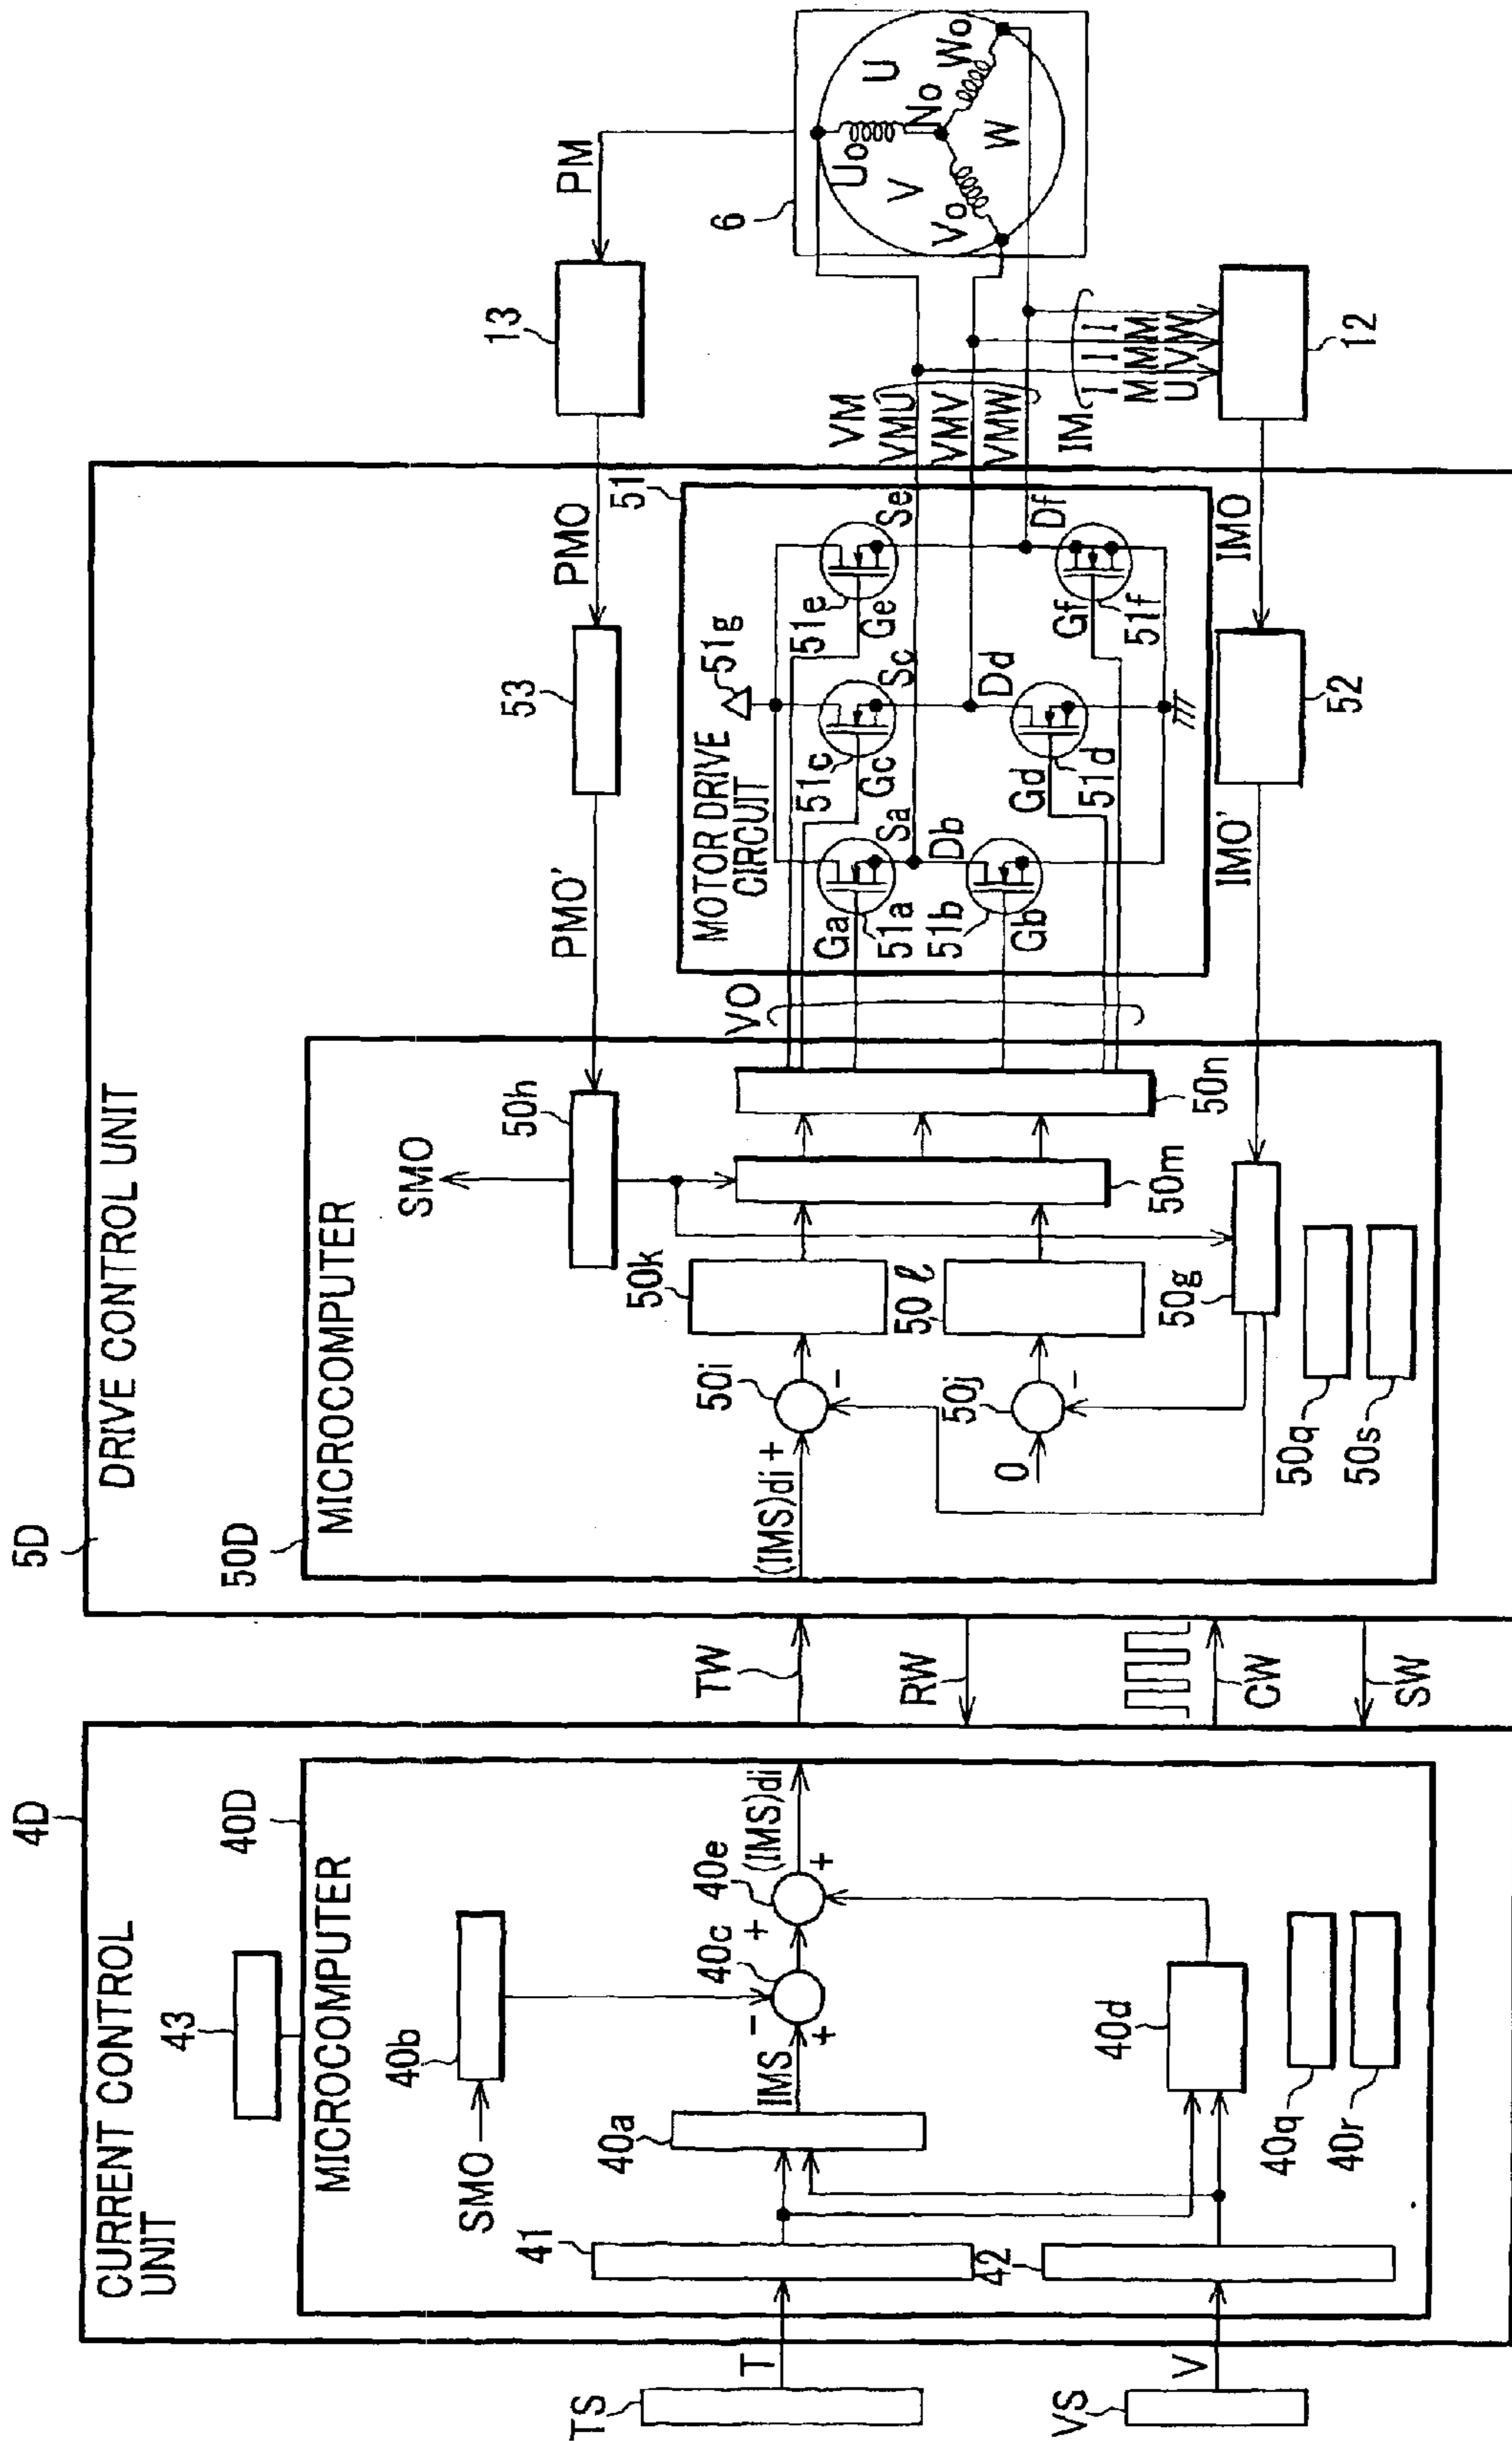 5D
DRIVE CONTROL UNIT
50D
MICROCOMPUTER
SMO
50h
PMO'
53
PMO
13
PM
(IMS)di
+
50i
-
50k
0
50j
-
50ℓ
50m
50n
50g
50q
50s
VO
MOTOR DRIVE
CIRCUIT
51
51g
Ga
51a
Sa
Gc
51c
Sc
Ge
51e
Se
Gb
51b
Db
Gd
51d
Dd
Gf
51f
Df
VM
VMU
VMV
VMW
IM
IMU
IMV
IMW
6
U
Uo
No
V
Vo
W
Wo
12
IMO
52
IMO'
4D
CURRENT CONTROL
UNIT
43
40D
MICROCOMPUTER
SMO
40b
40a
IMS
-
+
40c
+
40e
+
(IMS)di
40d
40q
40r
41
42
TS
T
VS
V
TW
RW
CW
SW